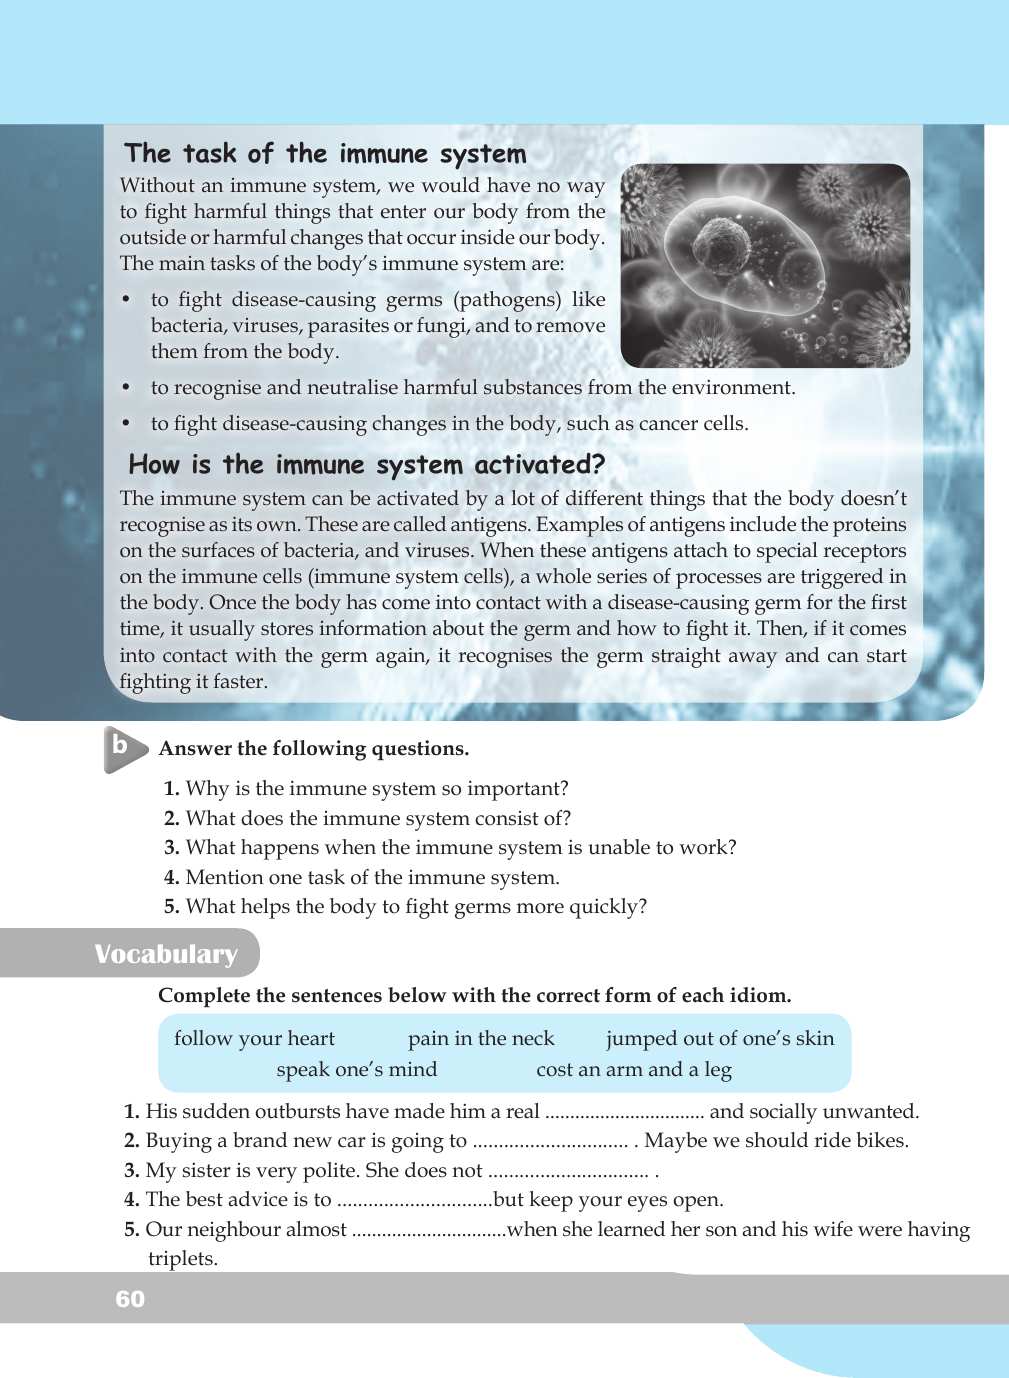 The task of the immune system
Without an immune system, we would have no way
to fight harmful things that enter our body from the
outside or harmful changes that occur inside our body.
The main tasks of the body's immune system are:
• to fight disease-causing germs (pathogens) like
bacteria, viruses, parasites or fungi, and to remove
them from the body.
• to recognise and neutralise harmful substances from the environment.
• to fight disease-causing changes in the body, such as cancer cells.
How is the immune system activated?
The immune system can be activated by a lot of different things that the body doesn't
recognise as its own. These are called antigens. Examples of antigens include the proteins
on the surfaces of bacteria, and viruses. When these antigens attach to special receptors
on the immune cells (immune system cells), a whole series of processes are triggered in
the body. Once the body has come into contact with a disease-causing germ for the first
time, it usually stores information about the germ and how to fight it. Then, if it comes
into contact with the germ again, it recognises the germ straight away and can start
fighting it faster.
b Answer the following questions.
1. Why is the immune system so important?
2. What does the immune system consist of?
3. What happens when the immune system is unable to work?
4. Mention one task of the immune system.
5. What helps the body to fight germs more quickly?
Vocabulary
Complete the sentences below with the correct form of each idiom.
follow your heart pain in the neck jumped out of one's skin
speak one's mind cost an arm and a leg
1. His sudden outbursts have made him a real ................................ and socially unwanted.
2. Buying a brand new car is going to .............................. . Maybe we should ride bikes.
3. My sister is very polite. She does not ............................... .
4. The best advice is to ..............................but keep your eyes open.
5. Our neighbour almost ...............................when she learned her son and his wife were having
triplets.
60